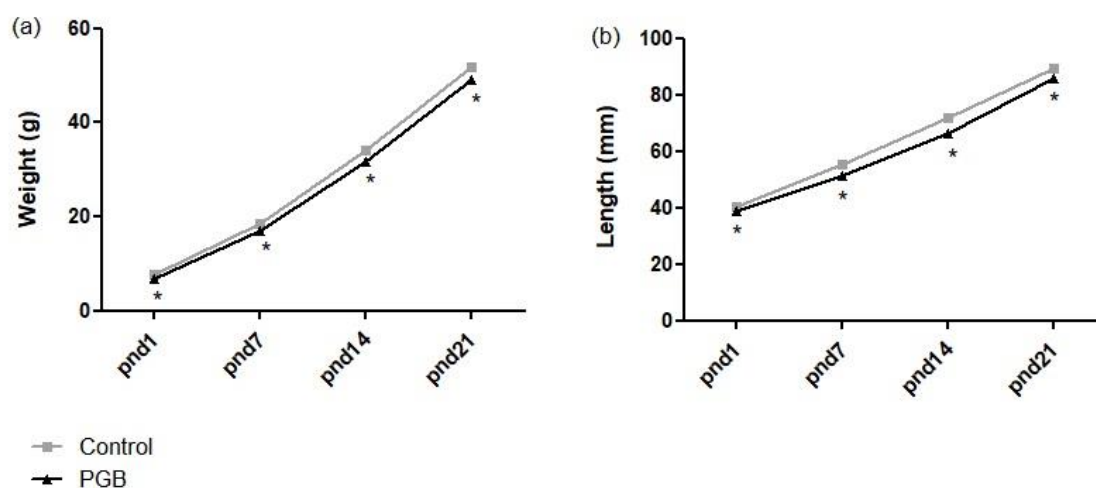 (a)
Weight (g)
60
40
20
0
*
*
*
*
pnd1
pnd7
pnd14
pnd21
(b)
Length (mm)
100
80
60
40
20
0
*
*
*
*
pnd1
pnd7
pnd14
pnd21
Control
PGB